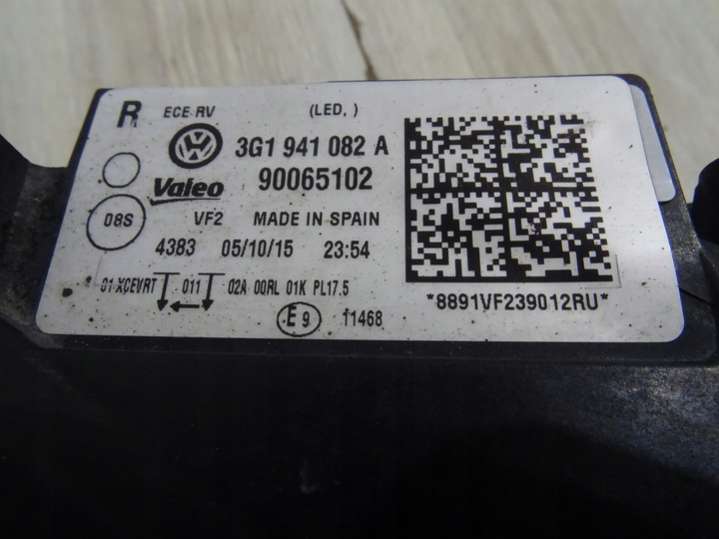 R ECE-RV (LED, )
3G1 941 082 A
Valeo 90065102
08S VF2 MADE IN SPAIN
4383 05/10/15 23:54
01 XCEVRT 011 02A 00RL 01K PL17.5
E9 11468
*8891VF239012RU*